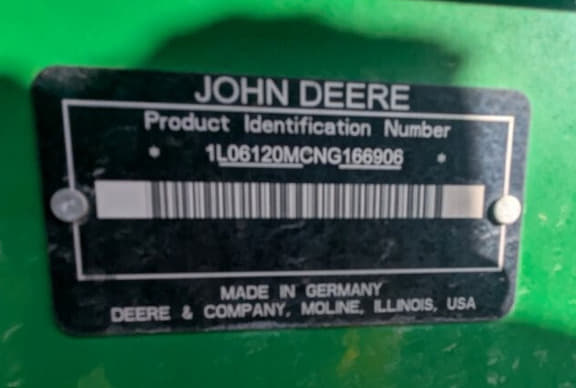 JOHN DEERE
Product Identification Number
* 1L06120MCNG166906 *
MADE IN GERMANY
DEERE & COMPANY, MOLINE, ILLINOIS, USA